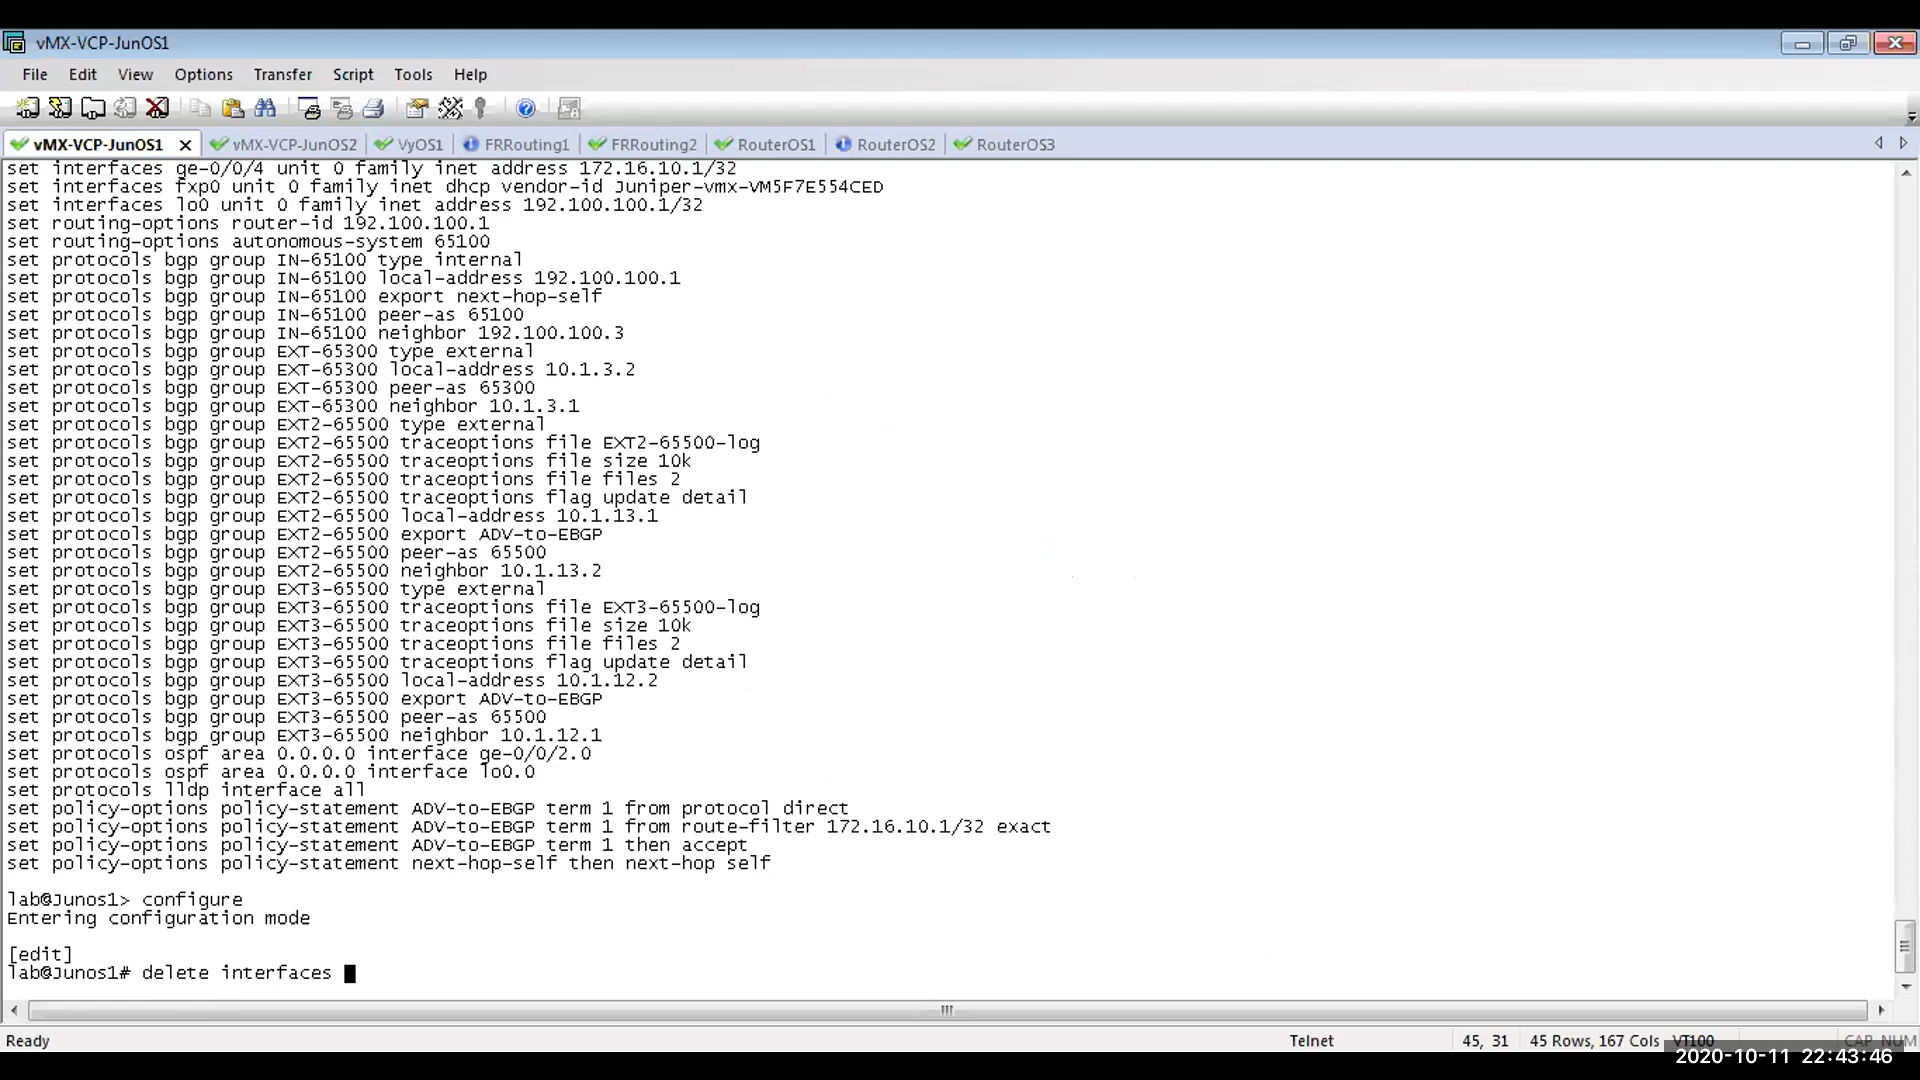 vMX-VCP-JunOS1
File Edit View Options Transfer Script Tools Help
vMX-VCP-JunOS1 vMX-VCP-JunOS2 VyOS1 FRRouting1 FRRouting2 RouterOS1 RouterOS2 RouterOS3
set interfaces ge-0/0/4 unit 0 family inet address 172.16.10.1/32
set interfaces fxp0 unit 0 family inet dhcp vendor-id Juniper-vmx-VM5F7E554CED
set interfaces lo0 unit 0 family inet address 192.100.100.1/32
set routing-options router-id 192.100.100.1
set routing-options autonomous-system 65100
set protocols bgp group IN-65100 type internal
set protocols bgp group IN-65100 local-address 192.100.100.1
set protocols bgp group IN-65100 export next-hop-self
set protocols bgp group IN-65100 peer-as 65100
set protocols bgp group IN-65100 neighbor 192.100.100.3
set protocols bgp group EXT-65300 type external
set protocols bgp group EXT-65300 local-address 10.1.3.2
set protocols bgp group EXT-65300 peer-as 65300
set protocols bgp group EXT-65300 neighbor 10.1.3.1
set protocols bgp group EXT2-65500 type external
set protocols bgp group EXT2-65500 traceoptions file EXT2-65500-log
set protocols bgp group EXT2-65500 traceoptions file size 10k
set protocols bgp group EXT2-65500 traceoptions file files 2
set protocols bgp group EXT2-65500 traceoptions flag update detail
set protocols bgp group EXT2-65500 local-address 10.1.13.1
set protocols bgp group EXT2-65500 export ADV-to-EBGP
set protocols bgp group EXT2-65500 peer-as 65500
set protocols bgp group EXT2-65500 neighbor 10.1.13.2
set protocols bgp group EXT3-65500 type external
set protocols bgp group EXT3-65500 traceoptions file EXT3-65500-log
set protocols bgp group EXT3-65500 traceoptions file size 10k
set protocols bgp group EXT3-65500 traceoptions file files 2
set protocols bgp group EXT3-65500 traceoptions flag update detail
set protocols bgp group EXT3-65500 local-address 10.1.12.2
set protocols bgp group EXT3-65500 export ADV-to-EBGP
set protocols bgp group EXT3-65500 peer-as 65500
set protocols bgp group EXT3-65500 neighbor 10.1.12.1
set protocols ospf area 0.0.0.0 interface ge-0/0/2.0
set protocols ospf area 0.0.0.0 interface lo0.0
set protocols lldp interface all
set policy-options policy-statement ADV-to-EBGP term 1 from protocol direct
set policy-options policy-statement ADV-to-EBGP term 1 from route-filter 172.16.10.1/32 exact
set policy-options policy-statement ADV-to-EBGP term 1 then accept
set policy-options policy-statement next-hop-self then next-hop self
lab@Junos1> configure
Entering configuration mode
[edit]
lab@Junos1# delete interfaces
Ready Telnet 45, 31 45 Rows, 167 Cols VT100 CAP NUM
2020-10-11 22:43:46